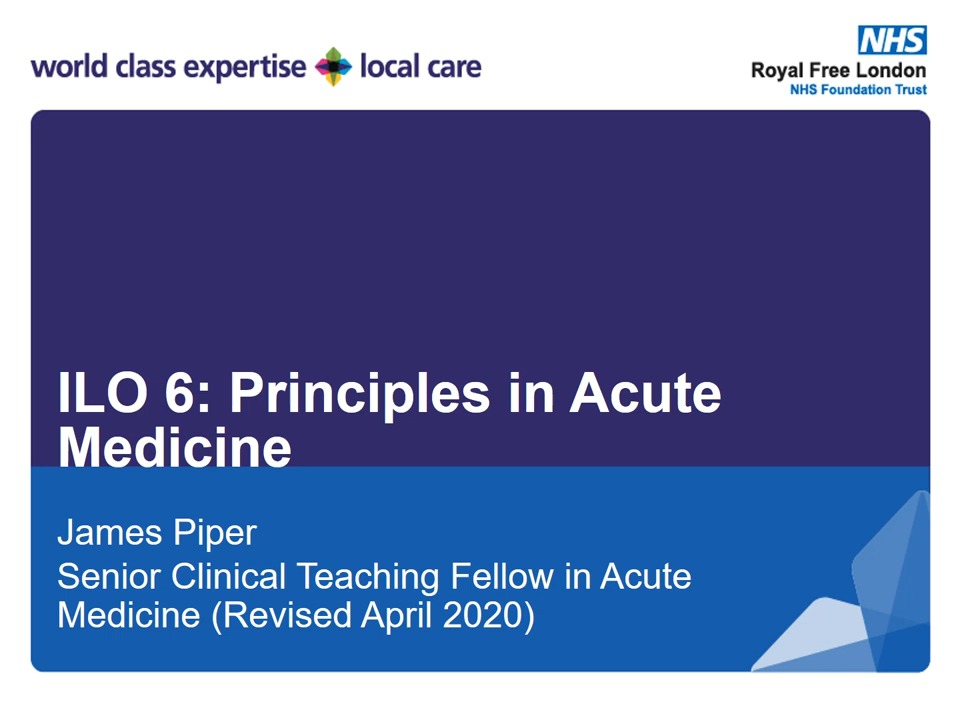 world class expertise local care
NHS
Royal Free London
NHS Foundation Trust
ILO 6: Principles in Acute
Medicine
James Piper
Senior Clinical Teaching Fellow in Acute
Medicine (Revised April 2020)